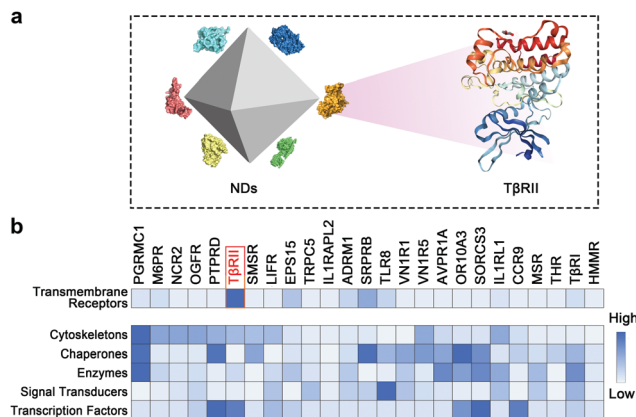 a
NDs
TβRII
b
PGRMC1
M6PR
NCR2
OGFR
PTPRD
TβRII
SMSR
LIFR
EPS15
TRPC5
IL1RAPL2
ADRM1
SRPRB
TLR8
VN1R1
VN1R5
AVPR1A
OR10A3
SORCS3
IL1RL1
CCR9
MSR
THR
TβRI
HMMR
Transmembrane
Receptors
High
Low
Cytoskeletons
Chaperones
Enzymes
Signal Transducers
Transcription Factors